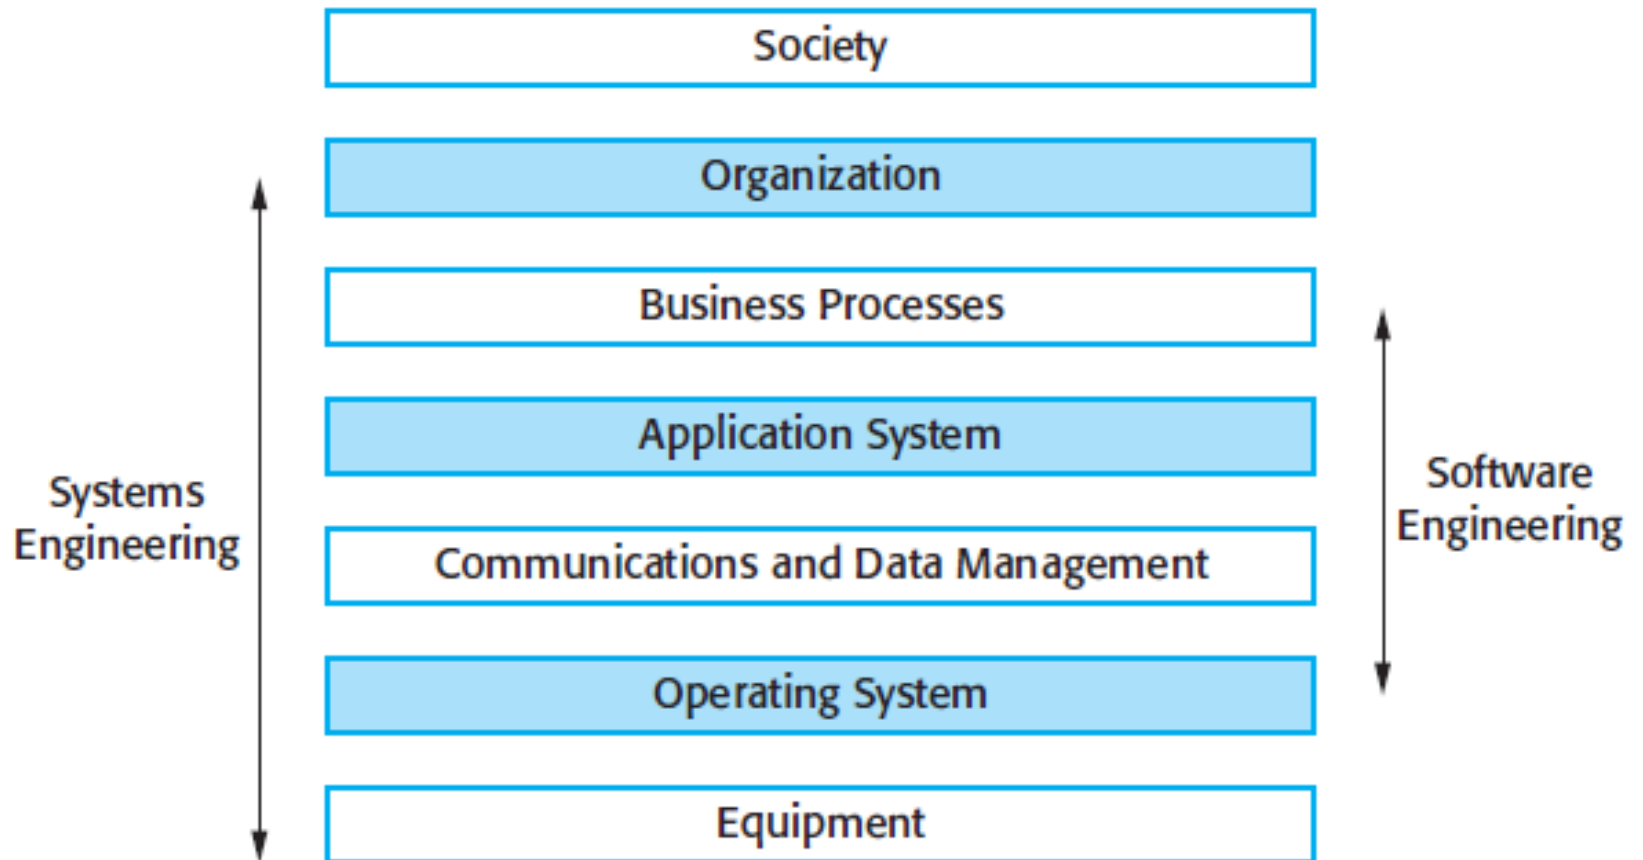 Society
Organization
Business Processes
Application System
Systems
Engineering
Software
Engineering
Communications and Data Management
Operating System
Equipment